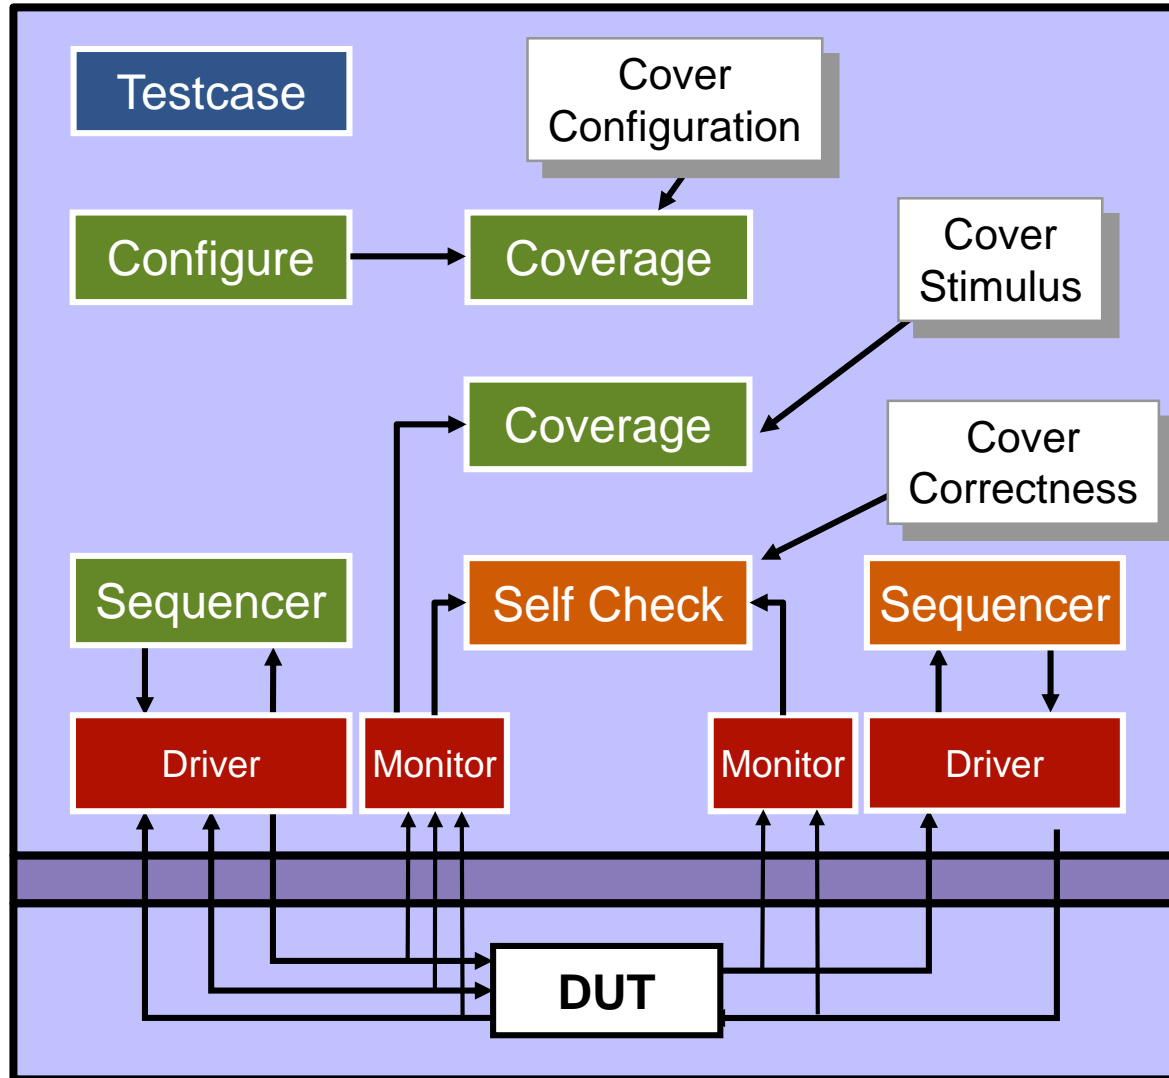 Testcase
Cover
Configuration
Configure
Coverage
Cover
Stimulus
Coverage
Cover
Correctness
Sequencer
Self Check
Sequencer
Driver
Monitor
Monitor
Driver
DUT